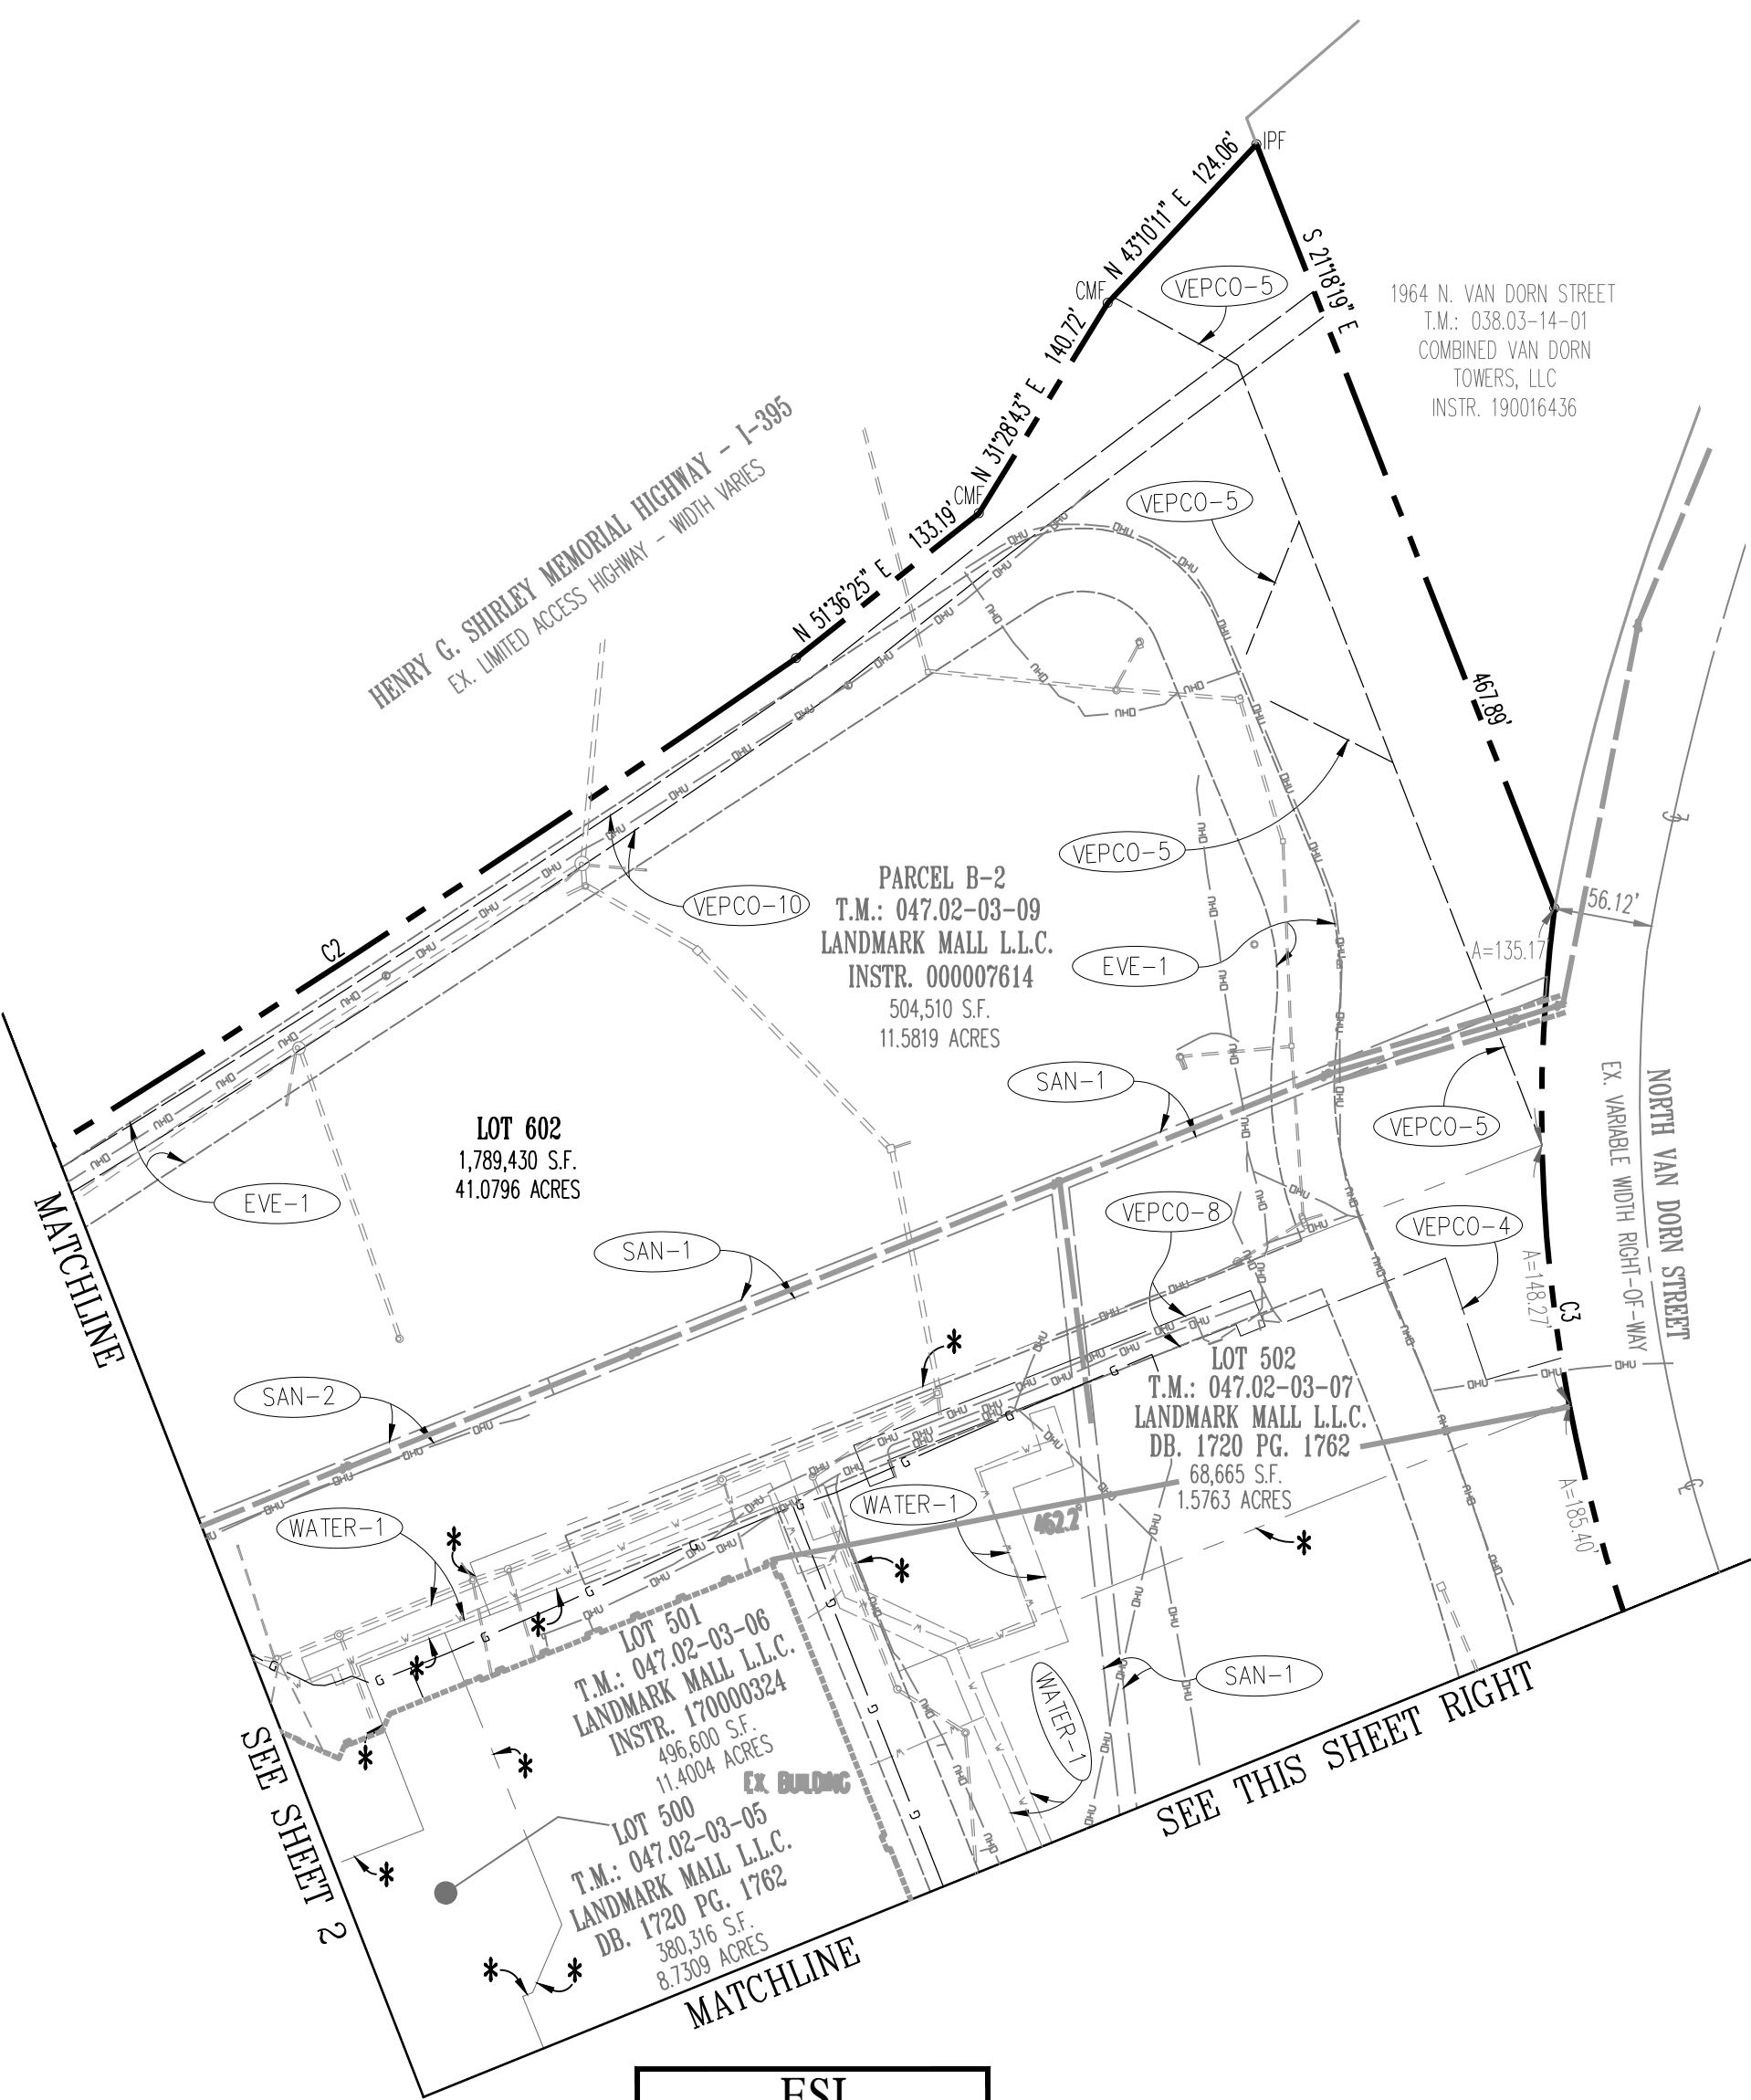 IPF
N 43°10'11" E 124.06'
CMF
VEPCO-5
S 21°18'19" E
467.89'
1964 N. VAN DORN STREET
T.M.: 038.03-14-01
COMBINED VAN DORN
TOWERS, LLC
INSTR. 190016436
N 31°28'43" E 140.72'
CMF
N 51°36'25" E 133.19'
HENRY G. SHIRLEY MEMORIAL HIGHWAY - I-395
EX. LIMITED ACCESS HIGHWAY - WIDTH VARIES
VEPCO-5
VEPCO-5
VEPCO-10
PARCEL B-2
T.M.: 047.02-03-09
LANDMARK MALL L.L.C.
INSTR. 000007614
504,510 S.F.
11.5819 ACRES
EVE-1
56.12'
A=135.17'
C2
SAN-1
VEPCO-5
NORTH VAN DORN STREET
EX. VARIABLE WIDTH RIGHT-OF-WAY
LOT 602
1,789,430 S.F.
41.0796 ACRES
EVE-1
MATCHLINE
SAN-1
VEPCO-8
VEPCO-4
A=148.27'
C3
SAN-2
LOT 502
T.M.: 047.02-03-07
LANDMARK MALL L.L.C.
DB. 1720 PG. 1762
68,665 S.F.
1.5763 ACRES
A=185.40'
WATER-1
WATER-1
462.2'
LOT 501
T.M.: 047.02-03-06
LANDMARK MALL L.L.C.
INSTR. 170000324
496,600 S.F.
11.4004 ACRES
EX. BUILDING
WATER-1
SAN-1
SEE THIS SHEET RIGHT
SEE SHEET 2
LOT 500
T.M.: 047.02-03-05
LANDMARK MALL L.L.C.
DB. 1720 PG. 1762
380,316 S.F.
8.7309 ACRES
MATCHLINE